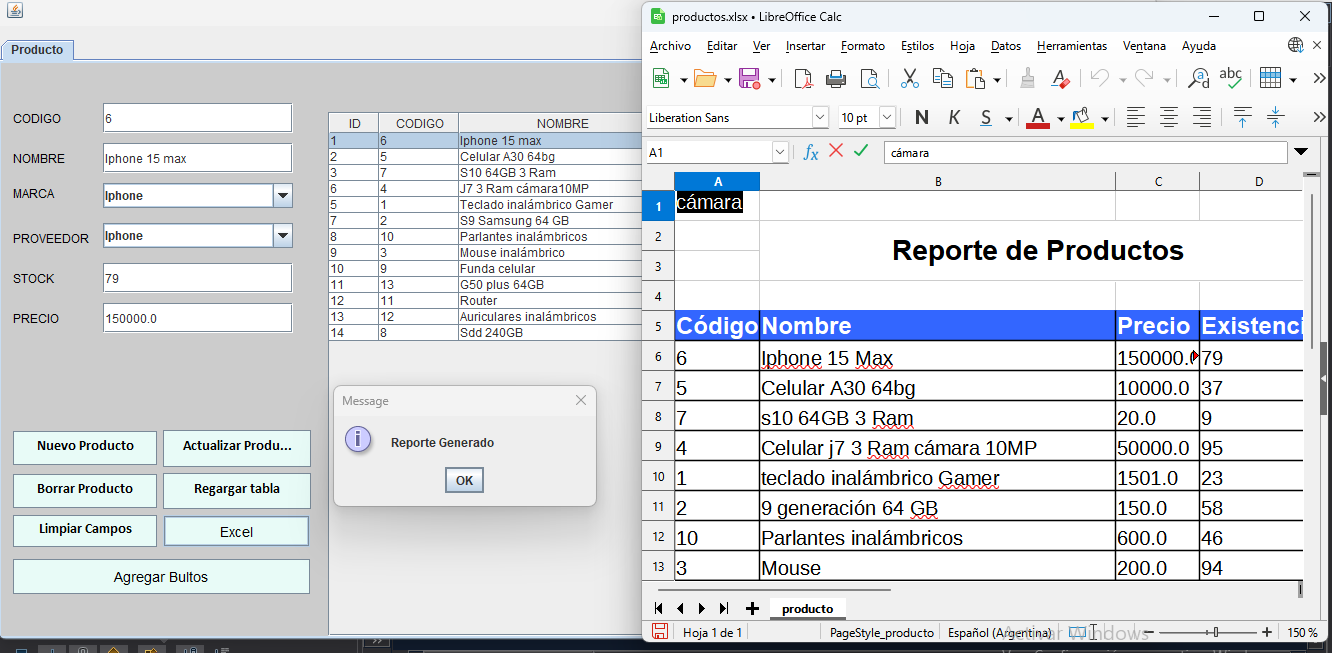 Producto
CODIGO 6
NOMBRE Iphone 15 max
MARCA Iphone
PROVEEDOR Iphone
STOCK 79
PRECIO 150000.0
Nuevo Producto Actualizar Produ...
Borrar Producto Regargar tabla
Limpiar Campos Excel
Agregar Bultos
ID CODIGO NOMBRE
1 6 Iphone 15 max
2 5 Celular A30 64bg
3 7 S10 64GB 3 Ram
6 4 J7 3 Ram cámara10MP
5 1 Teclado inalámbrico Gamer
7 2 S9 Samsung 64 GB
8 10 Parlantes inalámbricos
9 3 Mouse inalámbrico
10 9 Funda celular
11 13 G50 plus 64GB
12 11 Router
13 12 Auriculares inalámbricos
14 8 Sdd 240GB
Message
Reporte Generado
OK
productos.xlsx • LibreOffice Calc
Archivo Editar Ver Insertar Formato Estilos Hoja Datos Herramientas Ventana Ayuda
abc
Liberation Sans 10 pt N K S A
A1 fx cámara
A B C D
1 cámara
2
3 Reporte de Productos
4
5 Código Nombre Precio Existenci
6 6 Iphone 15 Max 150000.0 79
7 5 Celular A30 64bg 10000.0 37
8 7 s10 64GB 3 Ram 20.0 9
9 4 Celular j7 3 Ram cámara 10MP 50000.0 95
10 1 teclado inalámbrico Gamer 1501.0 23
11 2 9 generación 64 GB 150.0 58
12 10 Parlantes inalámbricos 600.0 46
13 3 Mouse 200.0 94
producto
Hoja 1 de 1 PageStyle_producto Español (Argentina) 150 %
Activar Windows